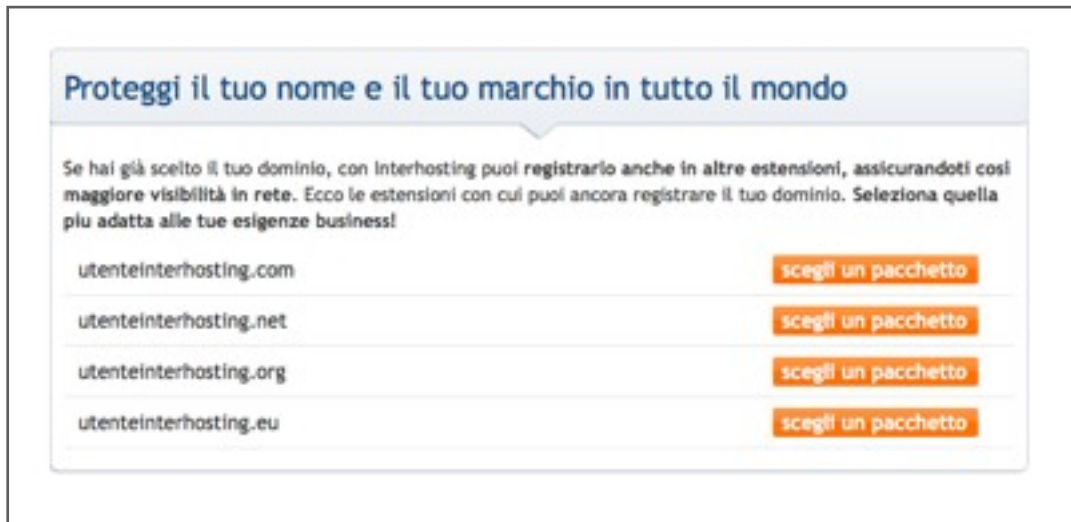 Proteggi il tuo nome e il tuo marchio in tutto il mondo
Se hai già scelto il tuo dominio, con Interhosting puoi registrarlo anche in altre estensioni, assicurandoti così
maggiore visibilità in rete. Ecco le estensioni con cui puoi ancora registrare il tuo dominio. Seleziona quella
piu adatta alle tue esigenze business!
utenteinterhosting.com scegli un pacchetto
utenteinterhosting.net scegli un pacchetto
utenteinterhosting.org scegli un pacchetto
utenteinterhosting.eu scegli un pacchetto